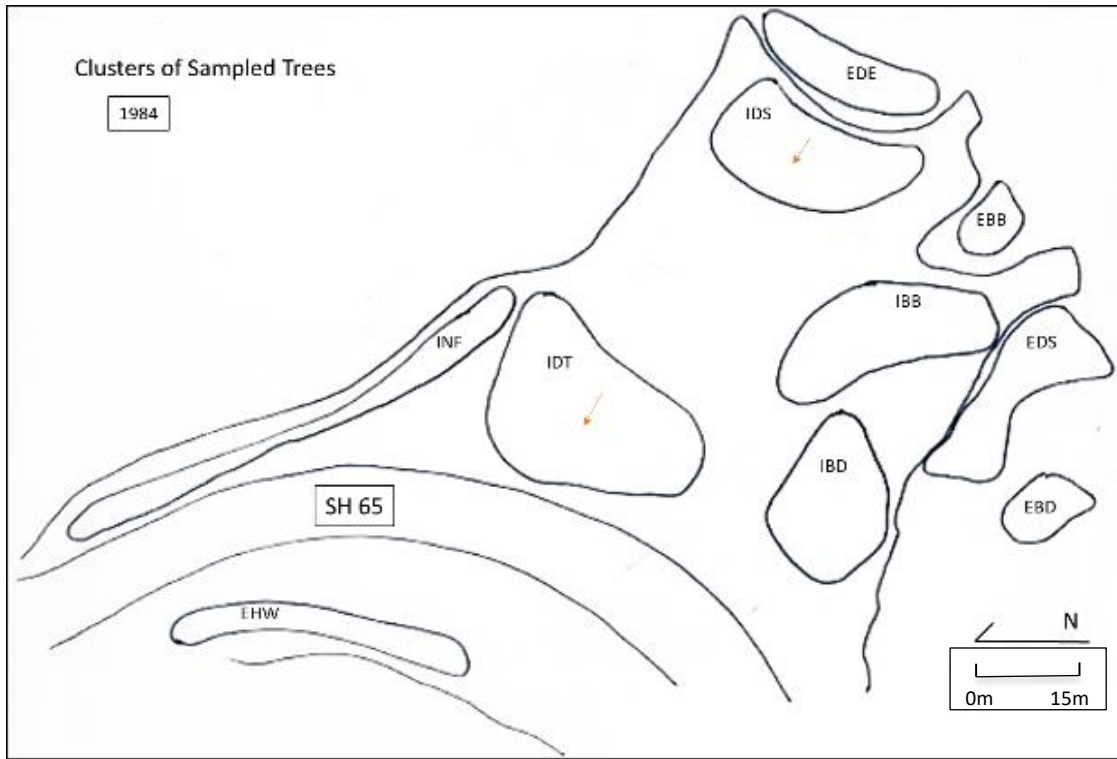 Clusters of Sampled Trees
1984
EDE
IDS
EBB
IBB
INF
EDS
IDT
IBD
SH 65
EBD
EHW
N
0m 15m